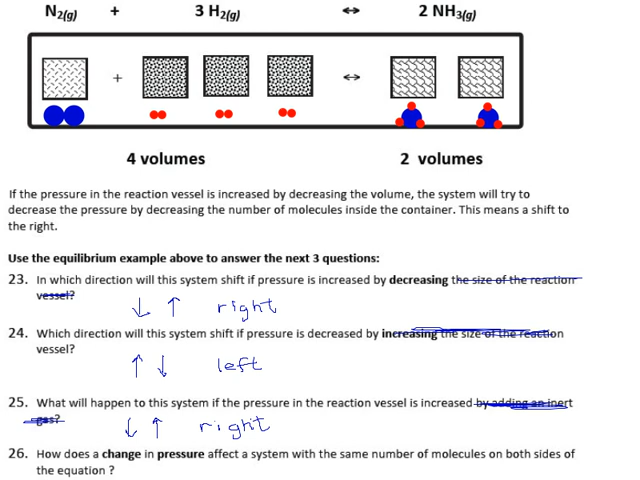 N2(g) + 3 H2(g) ↔ 2 NH3(g)
+ ↔
4 volumes 2 volumes
If the pressure in the reaction vessel is increased by decreasing the volume, the system will try to
decrease the pressure by decreasing the number of molecules inside the container. This means a shift to
the right.
Use the equilibrium example above to answer the next 3 questions:
23. In which direction will this system shift if pressure is increased by decreasing the size of the reaction
vessel?
↓ ↑ right
24. Which direction will this system shift if pressure is decreased by increasing the size of the reaction
vessel?
↑ ↓ left
25. What will happen to this system if the pressure in the reaction vessel is increased by adding an inert
gas?
↓ ↑ right
26. How does a change in pressure affect a system with the same number of molecules on both sides of
the equation ?